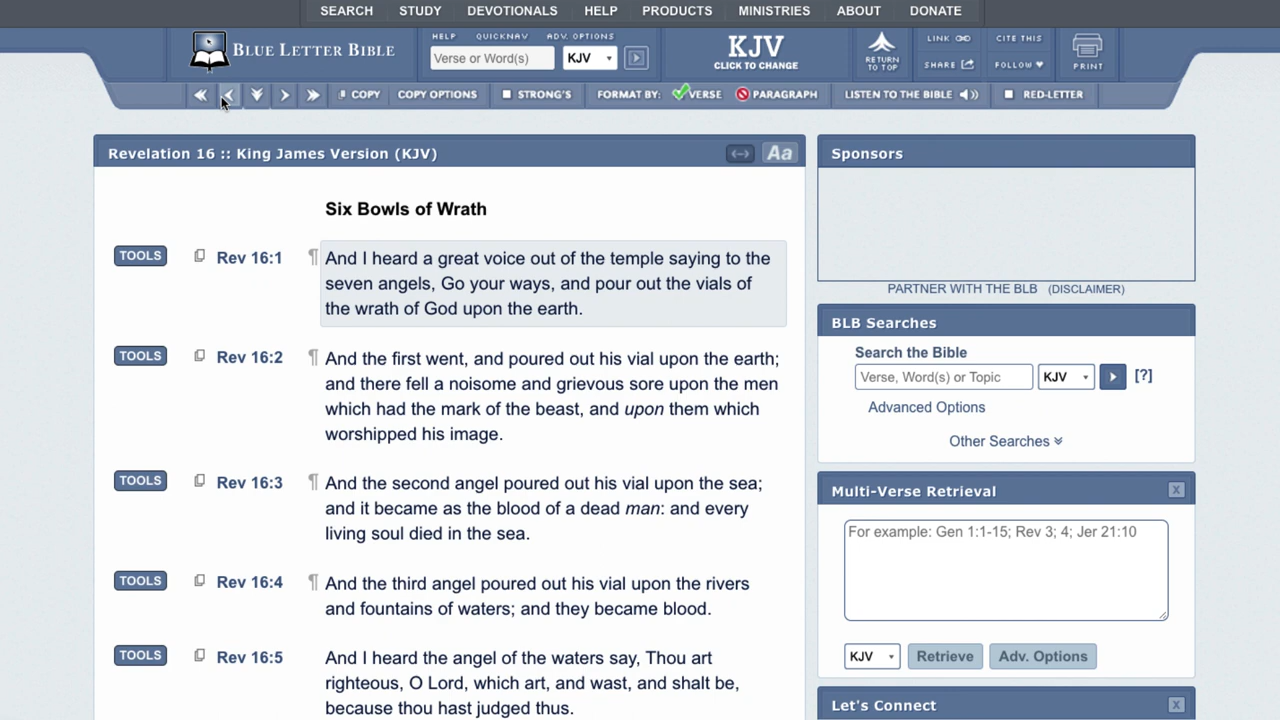 SEARCH STUDY DEVOTIONALS HELP PRODUCTS MINISTRIES ABOUT DONATE
BLUE LETTER BIBLE
HELP QUICKNAV ADV. OPTIONS
Verse or Word(s) KJV
KJV
CLICK TO CHANGE
RETURN
TO TOP
LINK CITE THIS
SHARE FOLLOW
PRINT
COPY COPY OPTIONS STRONG'S FORMAT BY: VERSE PARAGRAPH LISTEN TO THE BIBLE RED-LETTER
Revelation 16 :: King James Version (KJV) Aa
Six Bowls of Wrath
TOOLS Rev 16:1 ¶ And I heard a great voice out of the temple saying to the
seven angels, Go your ways, and pour out the vials of
the wrath of God upon the earth.
TOOLS Rev 16:2 ¶ And the first went, and poured out his vial upon the earth;
and there fell a noisome and grievous sore upon the men
which had the mark of the beast, and upon them which
worshipped his image.
TOOLS Rev 16:3 ¶ And the second angel poured out his vial upon the sea;
and it became as the blood of a dead man: and every
living soul died in the sea.
TOOLS Rev 16:4 ¶ And the third angel poured out his vial upon the rivers
and fountains of waters; and they became blood.
TOOLS Rev 16:5 And I heard the angel of the waters say, Thou art
righteous, O Lord, which art, and wast, and shalt be,
because thou hast judged thus.
Sponsors
PARTNER WITH THE BLB (DISCLAIMER)
BLB Searches
Search the Bible
Verse, Word(s) or Topic KJV [?]
Advanced Options
Other Searches
Multi-Verse Retrieval X
For example: Gen 1:1-15; Rev 3; 4; Jer 21:10
KJV Retrieve Adv. Options
Let's Connect X